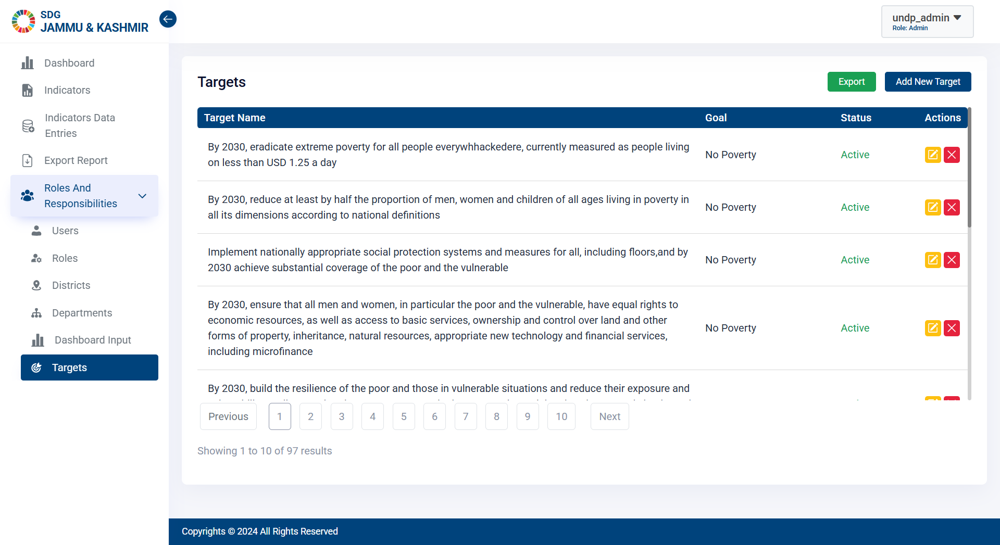 SDG
JAMMU & KASHMIR
undp_admin
Role: Admin
Dashboard
Indicators
Indicators Data
Entries
Export Report
Roles And
Responsibilities
Users
Roles
Districts
Departments
Dashboard Input
Targets
Targets
Export
Add New Target
Target Name Goal Status Actions
By 2030, eradicate extreme poverty for all people everywhhackedere, currently measured as people living
on less than USD 1.25 a day
No Poverty
Active
By 2030, reduce at least by half the proportion of men, women and children of all ages living in poverty in
all its dimensions according to national definitions
No Poverty
Active
Implement nationally appropriate social protection systems and measures for all, including floors,and by
2030 achieve substantial coverage of the poor and the vulnerable
No Poverty
Active
By 2030, ensure that all men and women, in particular the poor and the vulnerable, have equal rights to
economic resources, as well as access to basic services, ownership and control over land and other
forms of property, inheritance, natural resources, appropriate new technology and financial services,
including microfinance
No Poverty
Active
By 2030, build the resilience of the poor and those in vulnerable situations and reduce their exposure and
Previous 1 2 3 4 5 6 7 8 9 10 Next
Showing 1 to 10 of 97 results
Copyrights © 2024 All Rights Reserved